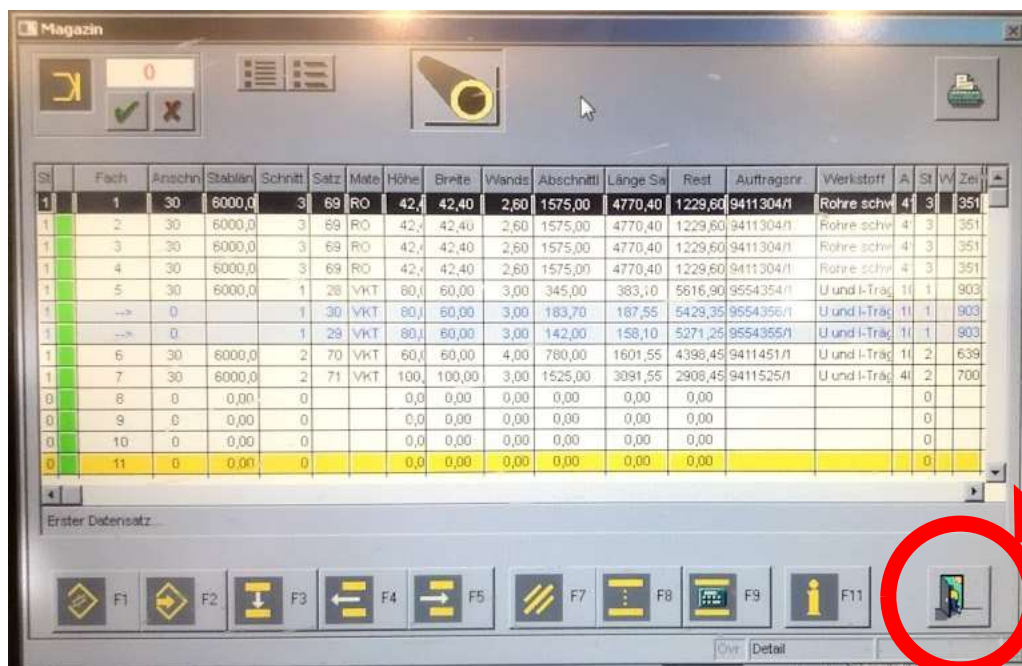 Magazin
0
St Fach Anschn Stablän Schnitt Satz Mate Höhe Breite Wands Abschnittl Länge Sa Rest Auftragsnr. Werkstoff A St W Zei
1 1 30 6000,0 3 69 RO 42,4 42,40 2,60 1575,00 4770,40 1229,60 9411304/1 Rohre schw 41 3 351
1 2 30 6000,0 3 69 RO 42, 42,40 2,60 1575,00 4770,40 1229,60 9411304/1 Rohre schw 4 3 351
1 3 30 6000,0 3 69 RO 42, 42,40 2,60 1575,00 4770,40 1229,60 9411304/1 Rohre schw 4 3 351
1 4 30 6000,0 3 69 RO 42, 42,40 2,60 1575,00 4770,40 1229,60 9411304/1 Rohre schw 4 3 351
1 5 30 6000,0 1 28 VKT 80, 60,00 3,00 345,00 383,10 5616,90 9554354/1 U und I-Träg 10 1 903
1 --> 0 1 30 VKT 80, 60,00 3,00 183,70 187,55 5429,35 9554356/1 U und I-Träg 10 1 903
1 --> 0 1 29 VKT 80, 60,00 3,00 142,00 158,10 5271,25 9554355/1 U und I-Träg 10 1 903
1 6 30 6000,0 2 70 VKT 60, 60,00 4,00 780,00 1601,55 4398,45 9411451/1 U und I-Träg 10 2 639
1 7 30 6000,0 2 71 VKT 100, 100,00 3,00 1525,00 3091,55 2908,45 9411525/1 U und I-Träg 40 2 700
0 8 0 0,00 0 0,0 0,00 0,00 0,00 0,00 0,00 0
0 9 0 0,00 0 0,0 0,00 0,00 0,00 0,00 0,00 0
0 10 0 0,00 0 0,0 0,00 0,00 0,00 0,00 0,00 0
0 11 0 0,00 0 0,0 0,00 0,00 0,00 0,00 0,00 0
Erster Datensatz...
F1 F2 F3 F4 F5 F7 F8 F9 F11
Ovr Detail